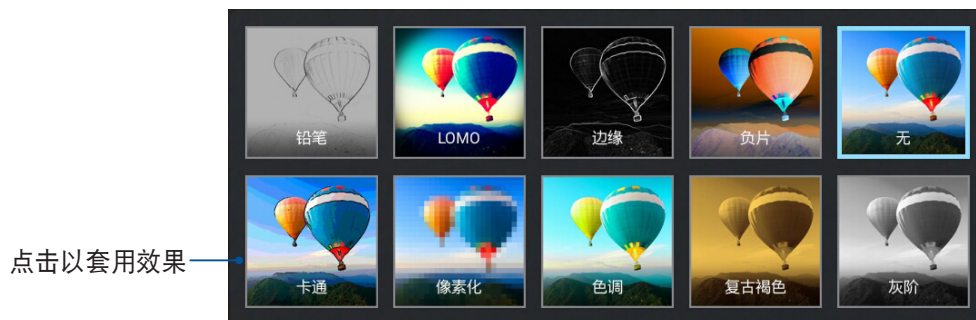 铅笔
LOMO
边缘
负片
无
点击以套用效果
卡通
像素化
色调
复古褐色
灰阶